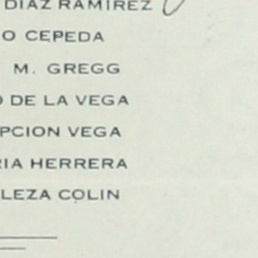 DIAZ RAMIREZ
O CEPEDA
M. GREGG
O DE LA VEGA
PCION VEGA
RIA HERRERA
LEZA COLIN